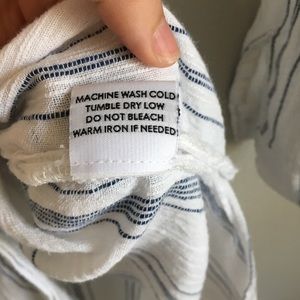 MACHINE WASH COLD
TUMBLE DRY LOW
DO NOT BLEACH
WARM IRON IF NEEDED